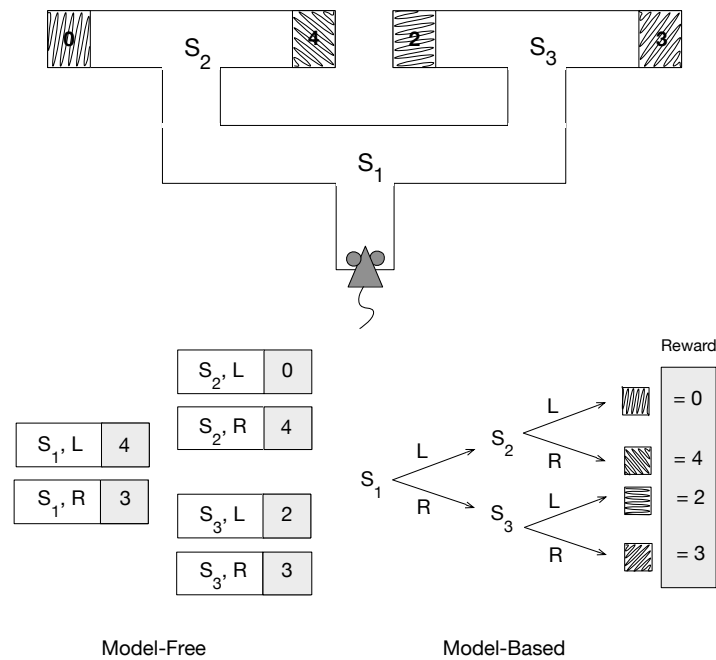 0
4
2
3
S2
S3
S1
Reward
S2, L 0
S2, R 4
S1, L 4
S1, R 3
S3, L 2
S3, R 3
S1
L
R
S2
S3
L
R
L
R
= 0
= 4
= 2
= 3
Model-Free
Model-Based